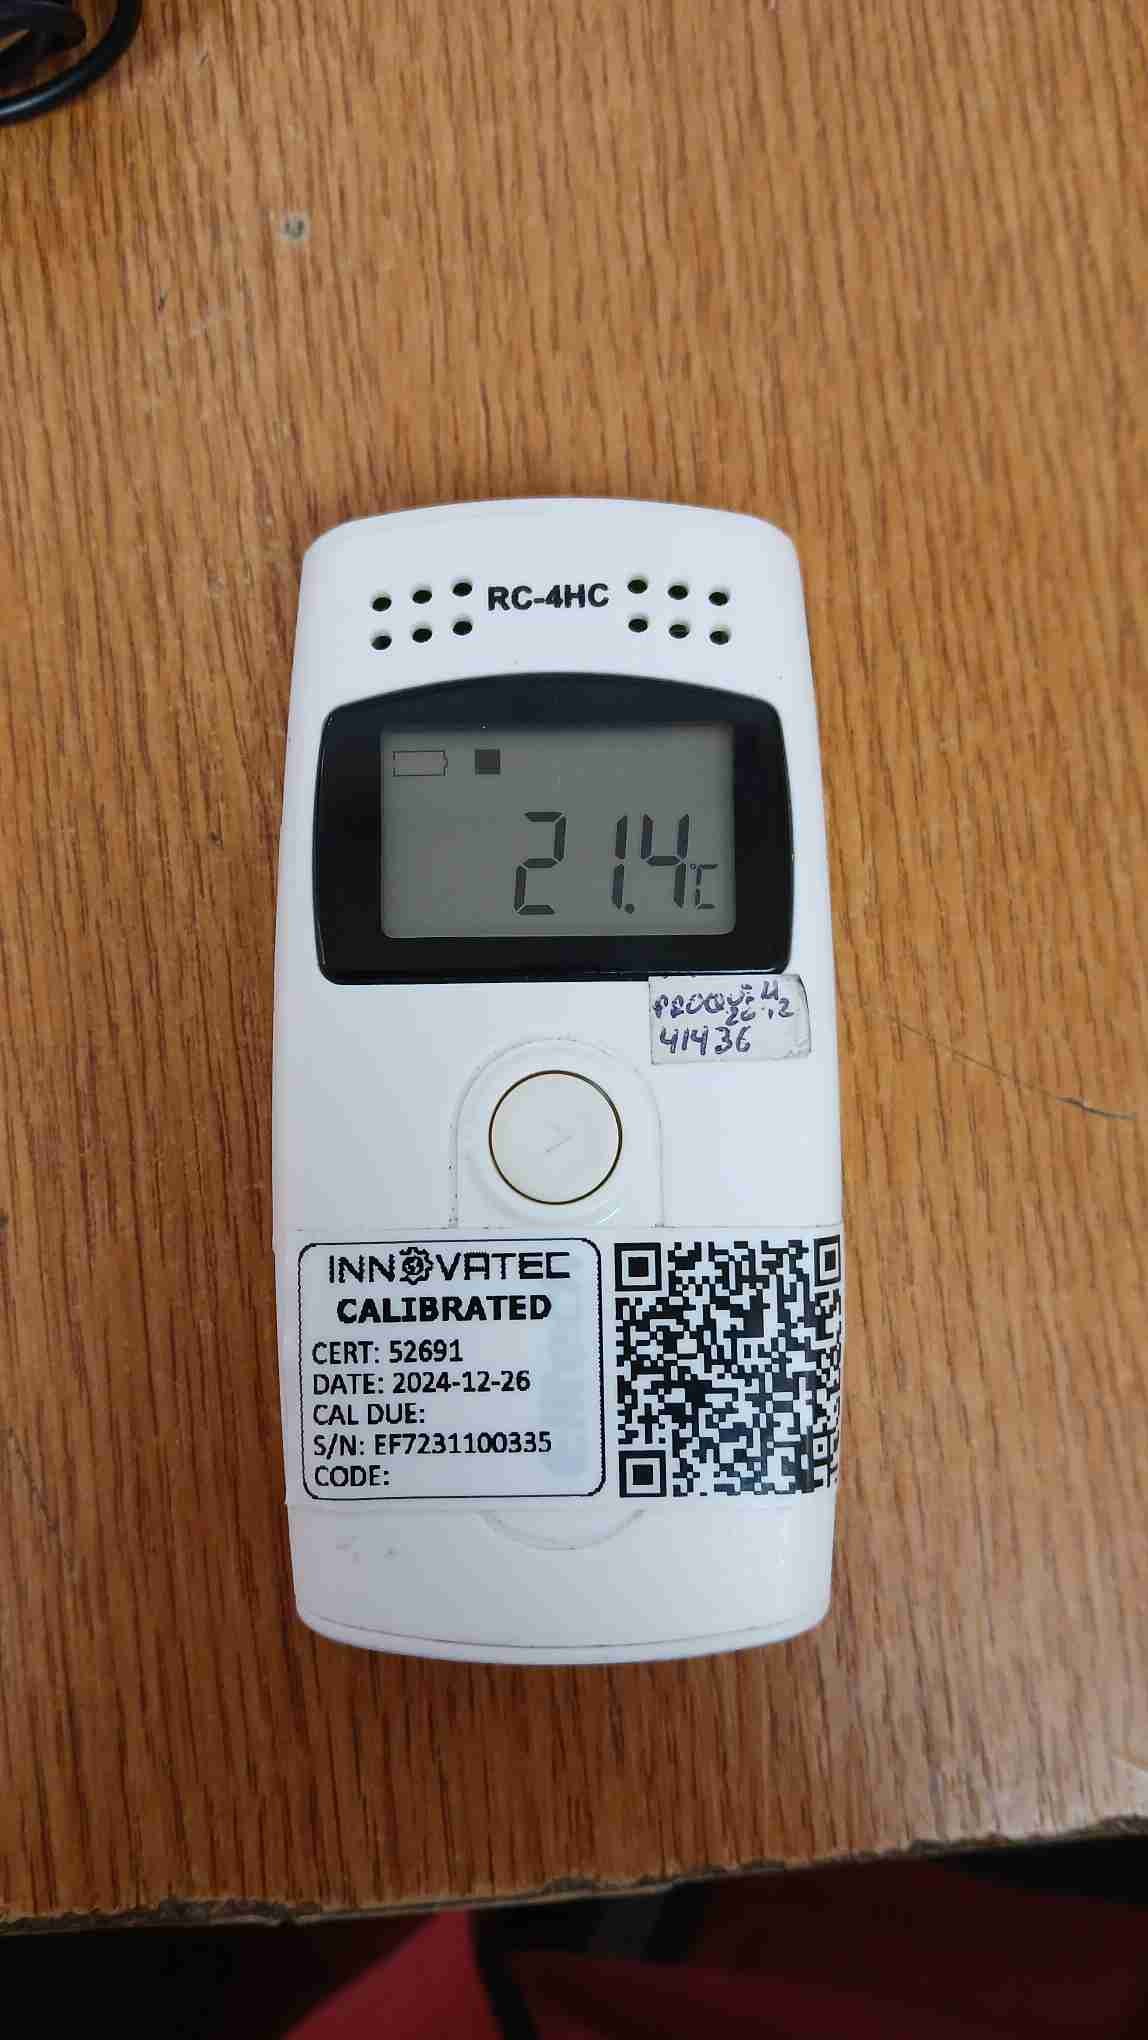 RC-4HC
21.4°C
41436
INNOVATEC
CALIBRATED
CERT: 52691
DATE: 2024-12-26
CAL DUE:
S/N: EF7231100335
CODE: